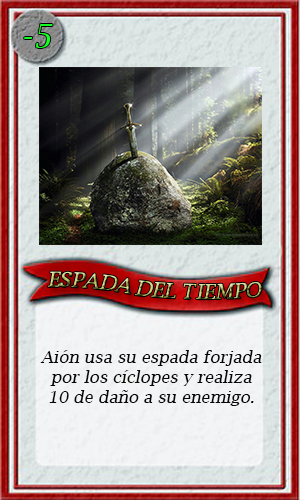 -5
ESPADA DEL TIEMPO
Aión usa su espada forjada
por los cíclopes y realiza
10 de daño a su enemigo.